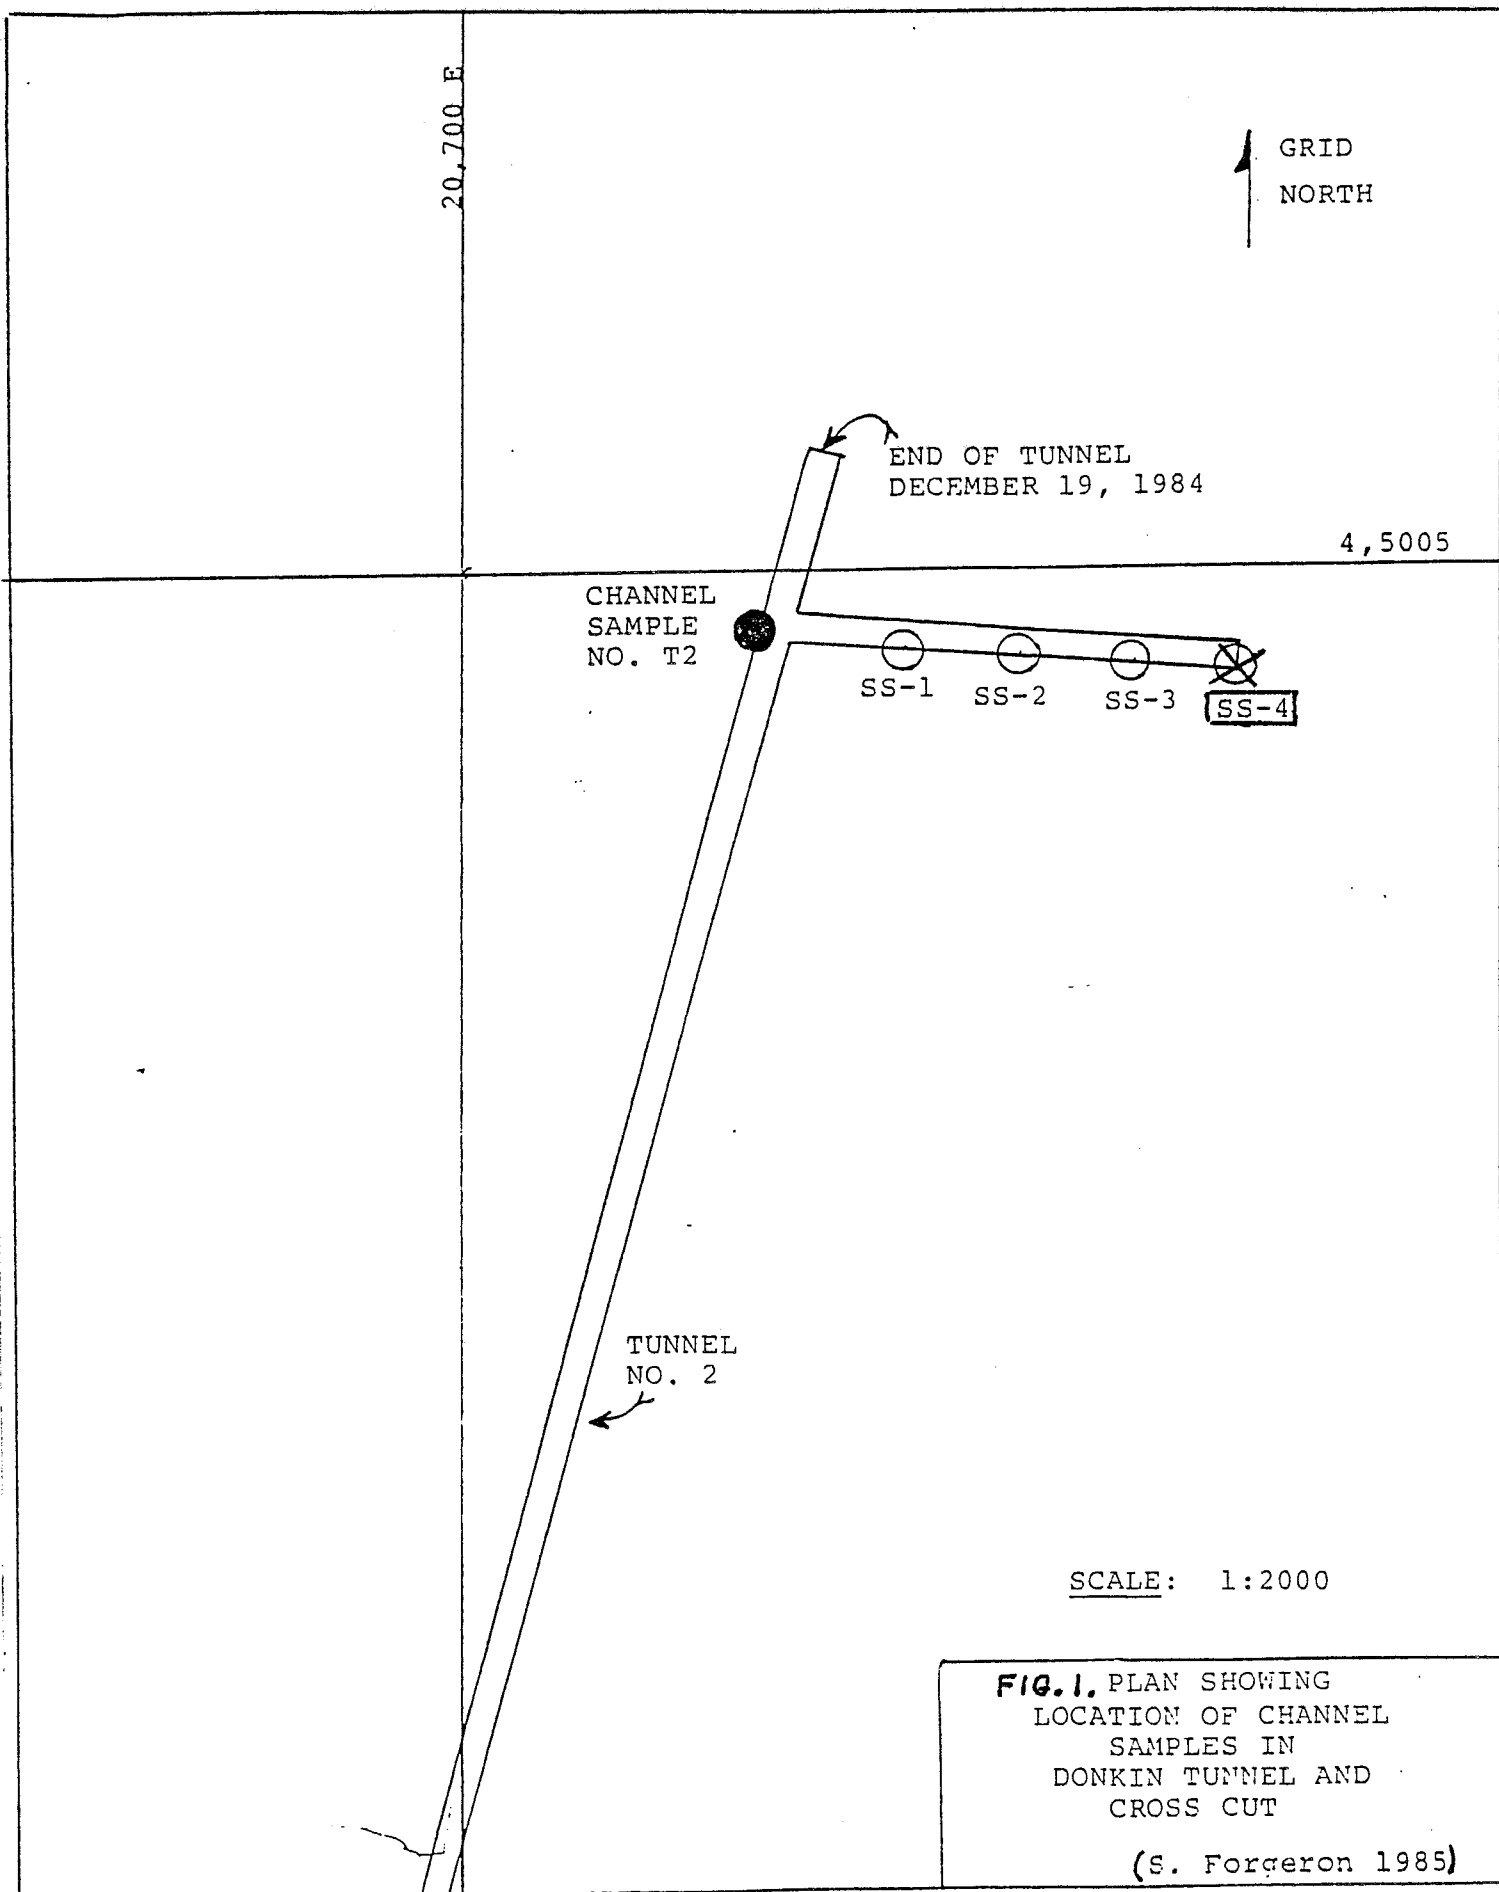 20,700 E
GRID
NORTH
END OF TUNNEL
DECEMBER 19, 1984
4,5005
CHANNEL
SAMPLE
NO. T2
SS-1
SS-2
SS-3
SS-4
TUNNEL
NO. 2
SCALE: 1:2000
FIG.1. PLAN SHOWING
LOCATION OF CHANNEL
SAMPLES IN
DONKIN TUNNEL AND
CROSS CUT
(S. Forgeron 1985)